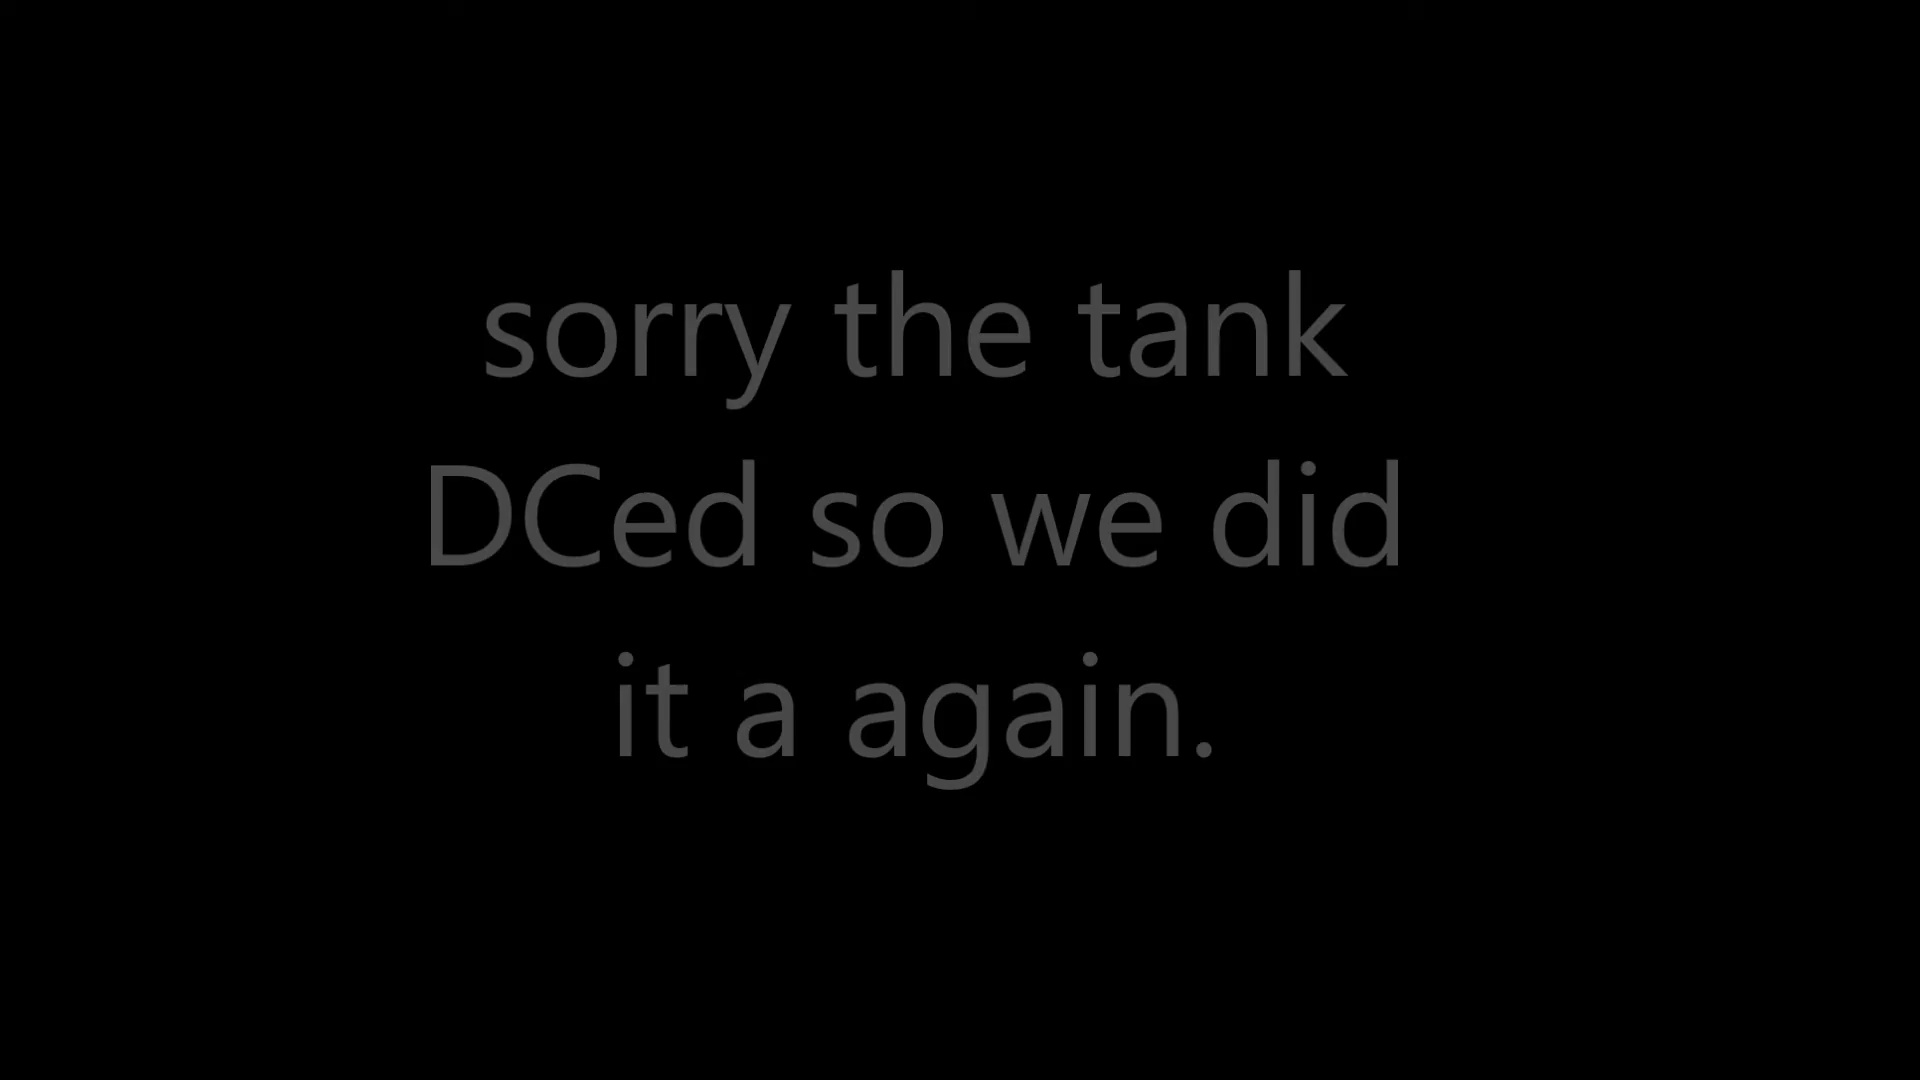 sorry the tank
DCed so we did
it a again.